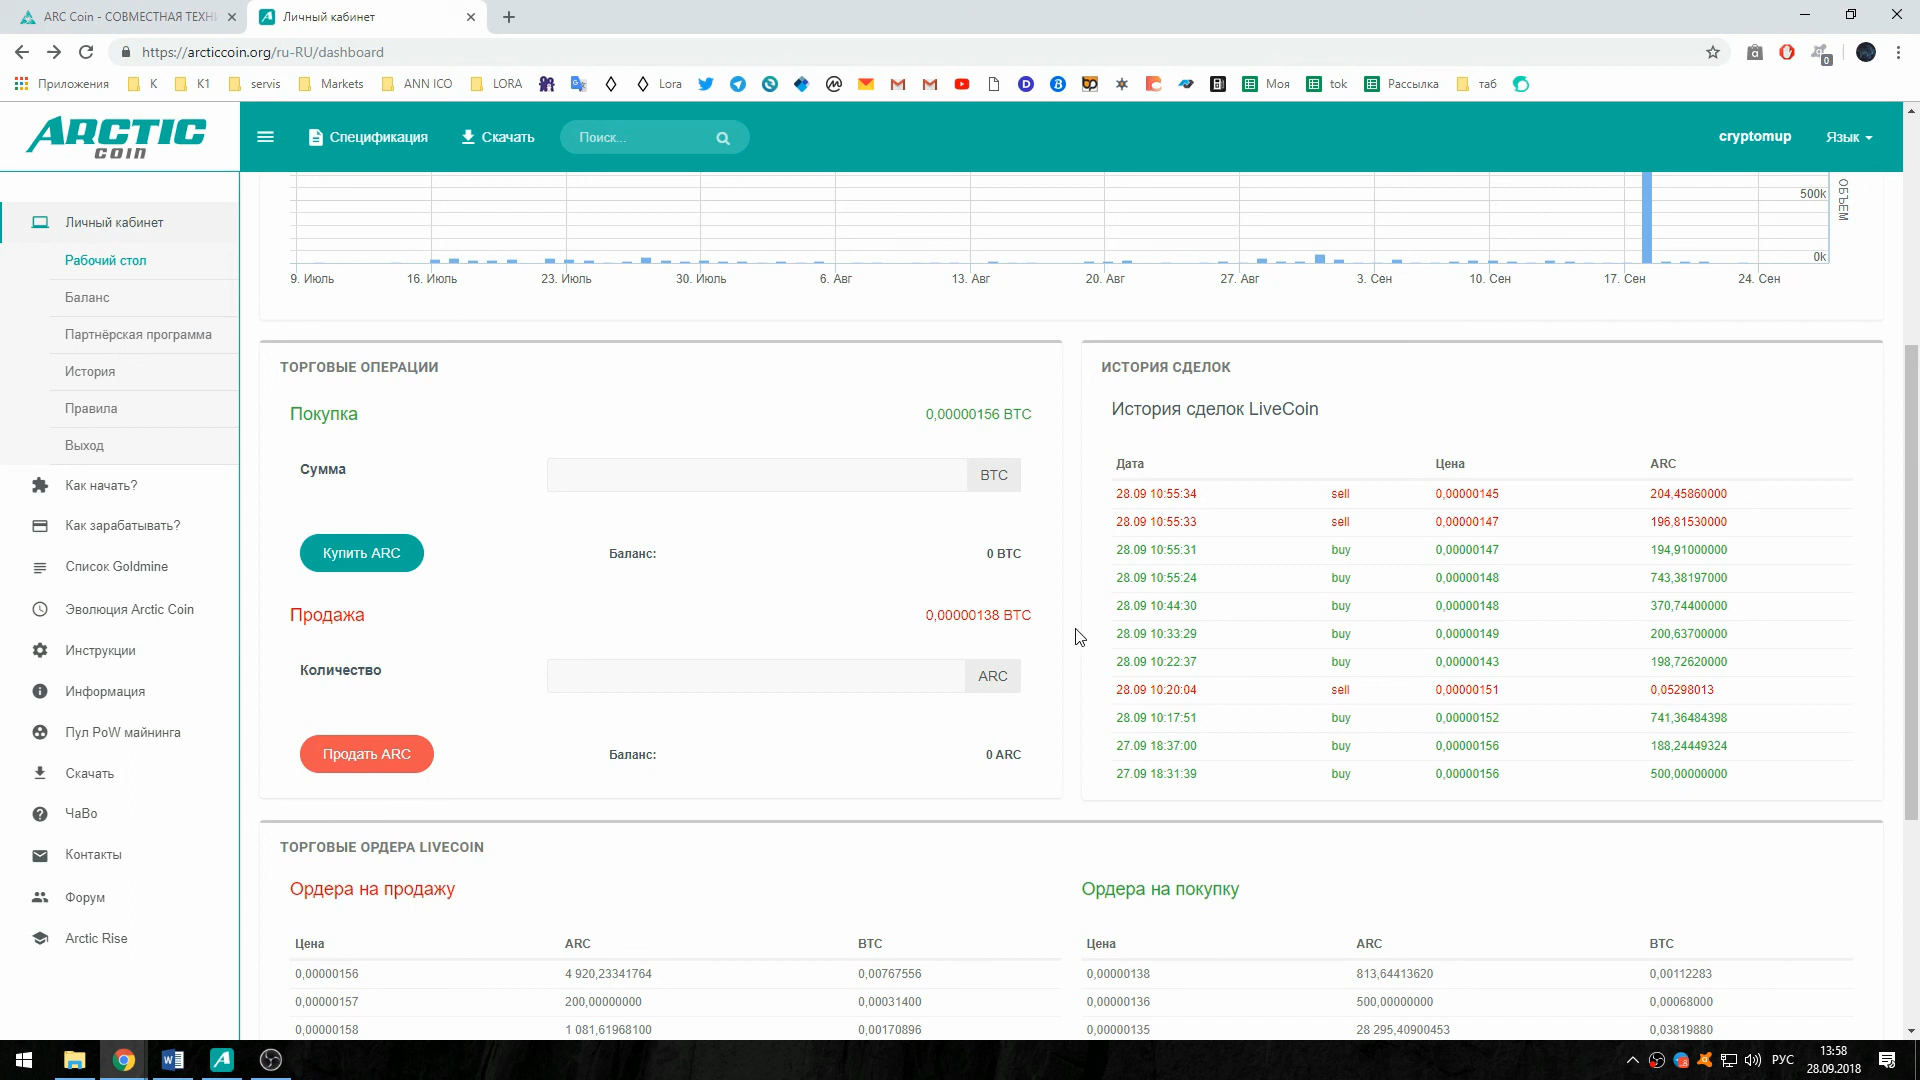 ARC Coin - СОВМЕСТНАЯ ТЕХН
Личный кабинет
https://arcticcoin.org/ru-RU/dashboard
0
Приложения
K
K1
servis
Markets
ANN ICO
LORA
Lora
Моя
tok
Рассылка
таб
ARCTIC
COIN
Спецификация
Скачать
Поиск...
cryptomup
Язык
Личный кабинет
Рабочий стол
Баланс
Партнёрская программа
История
Правила
Выход
Как начать?
Как зарабатывать?
Список Goldmine
Эволюция Arctic Coin
Инструкции
Информация
Пул PoW майнинга
Скачать
ЧаВо
Контакты
Форум
Arctic Rise
500k
0k
ОБЪЕМ
9. Июль 16. Июль 23. Июль 30. Июль 6. Авг 13. Авг 20. Авг 27. Авг 3. Сен 10. Сен 17. Сен 24. Сен
ТОРГОВЫЕ ОПЕРАЦИИ
Покупка 0,00000156 BTC
Сумма BTC
Купить ARC Баланс: 0 BTC
Продажа 0,00000138 BTC
Количество ARC
Продать ARC Баланс: 0 ARC
ИСТОРИЯ СДЕЛОК
История сделок LiveCoin
Дата Цена ARC
28.09 10:55:34 sell 0,00000145 204,45860000
28.09 10:55:33 sell 0,00000147 196,81530000
28.09 10:55:31 buy 0,00000147 194,91000000
28.09 10:55:24 buy 0,00000148 743,38197000
28.09 10:44:30 buy 0,00000148 370,74400000
28.09 10:33:29 buy 0,00000149 200,63700000
28.09 10:22:37 buy 0,00000143 198,72620000
28.09 10:20:04 sell 0,00000151 0,05298013
28.09 10:17:51 buy 0,00000152 741,36484398
27.09 18:37:00 buy 0,00000156 188,24449324
27.09 18:31:39 buy 0,00000156 500,00000000
ТОРГОВЫЕ ОРДЕРА LIVECOIN
Ордера на продажу
Цена ARC BTC
0,00000156 4 920,23341764 0,00767556
0,00000157 200,00000000 0,00031400
0,00000158 1 081,61968100 0,00170896
Ордера на покупку
Цена ARC BTC
0,00000138 813,64413620 0,00112283
0,00000136 500,00000000 0,00068000
0,00000135 28 295,40900453 0,03819880
РУС
13:58
28.09.2018